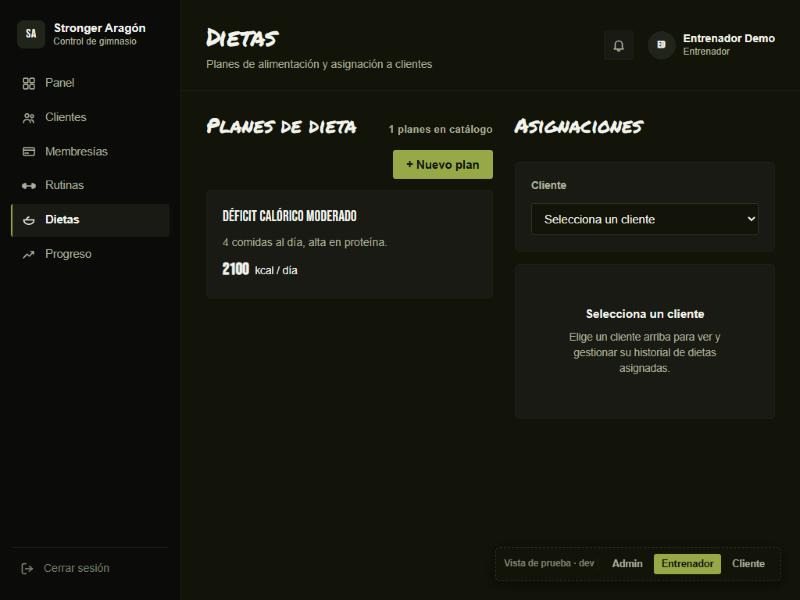 SA
Stronger Aragón
Control de gimnasio
Panel
Clientes
Membresías
Rutinas
Dietas
Progreso
Cerrar sesión
Dietas
Planes de alimentación y asignación a clientes
ED
Entrenador Demo
Entrenador
Planes de dieta
1 planes en catálogo
+ Nuevo plan
DÉFICIT CALÓRICO MODERADO
4 comidas al día, alta en proteína.
2100 kcal / día
Asignaciones
Cliente
Selecciona un cliente
Selecciona un cliente
Elige un cliente arriba para ver y
gestionar su historial de dietas
asignadas.
Vista de prueba · dev
Admin
Entrenador
Cliente